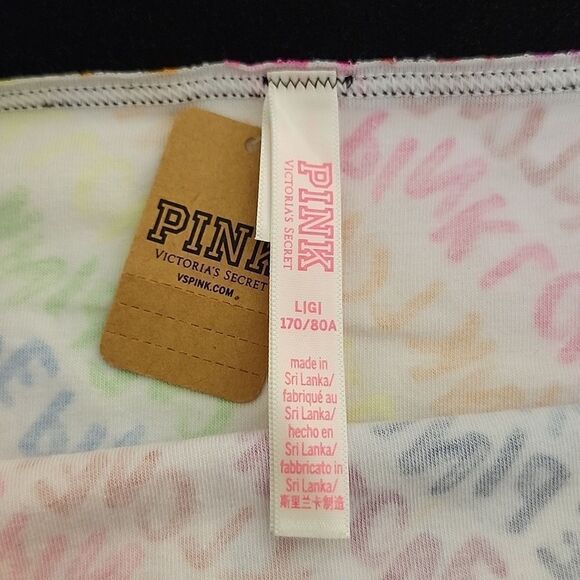 PINK
VICTORIA'S SECRET
VSPINK.COM
PINK
VICTORIA'S SECRET
L|G|
170/80A
made in
Sri Lanka/
fabriqué au
Sri Lanka/
hecho en
Sri Lanka/
fabbricato in
Sri Lanka/
斯里兰卡制造